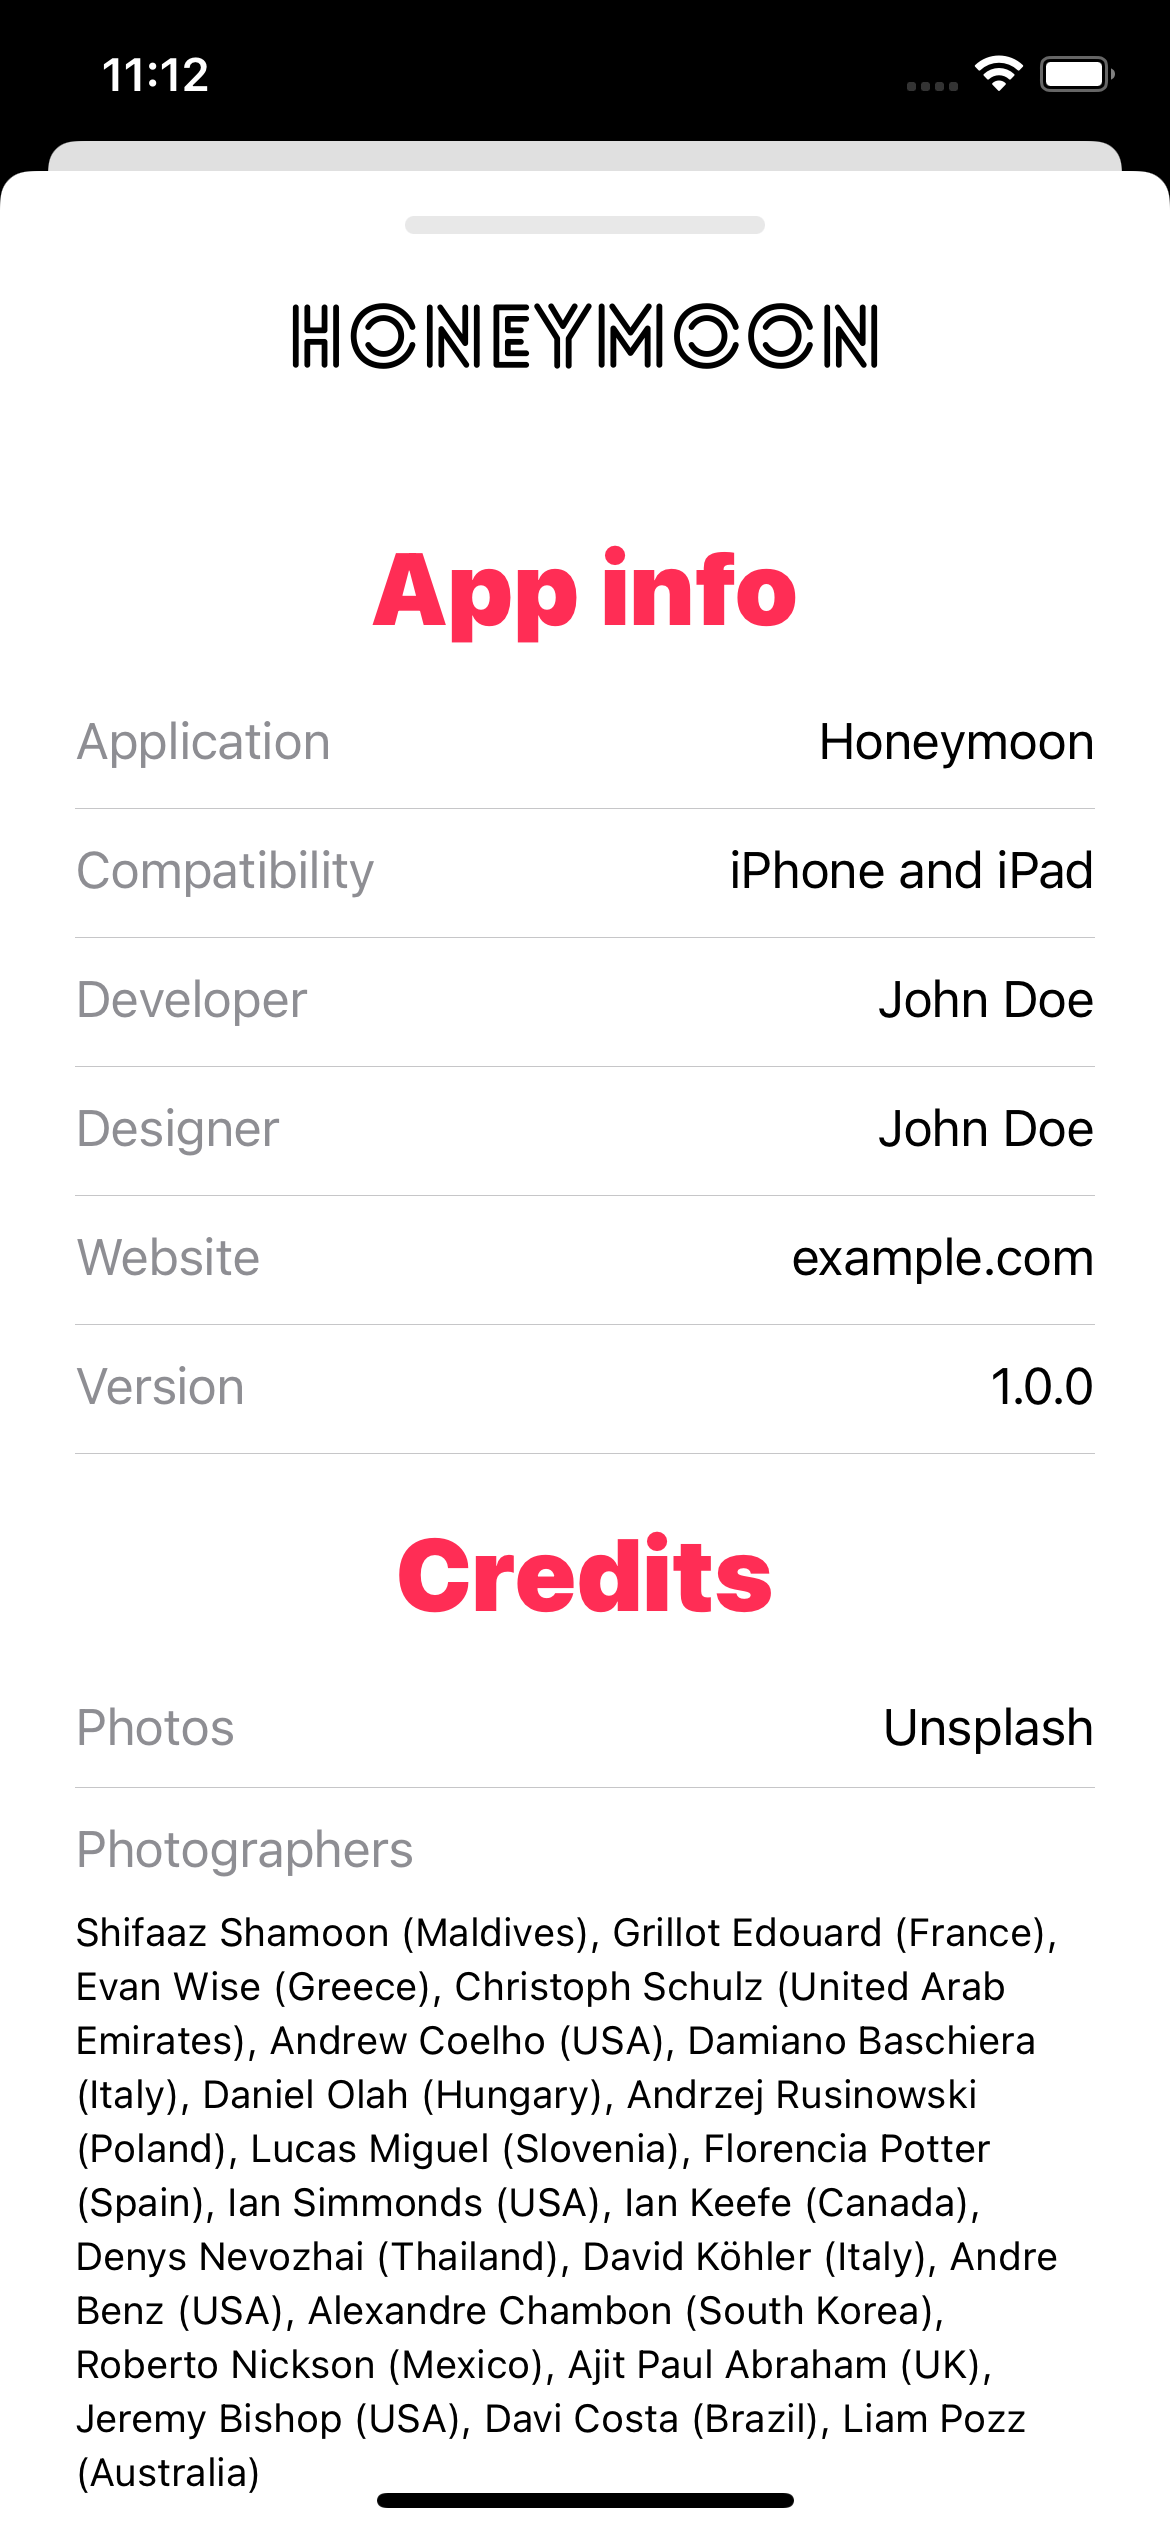 11:12
HONEYMOON
App info
Application Honeymoon
Compatibility iPhone and iPad
Developer John Doe
Designer John Doe
Website example.com
Version 1.0.0
Credits
Photos Unsplash
Photographers
Shifaaz Shamoon (Maldives), Grillot Edouard (France),
Evan Wise (Greece), Christoph Schulz (United Arab
Emirates), Andrew Coelho (USA), Damiano Baschiera
(Italy), Daniel Olah (Hungary), Andrzej Rusinowski
(Poland), Lucas Miguel (Slovenia), Florencia Potter
(Spain), Ian Simmonds (USA), Ian Keefe (Canada),
Denys Nevozhai (Thailand), David Köhler (Italy), Andre
Benz (USA), Alexandre Chambon (South Korea),
Roberto Nickson (Mexico), Ajit Paul Abraham (UK),
Jeremy Bishop (USA), Davi Costa (Brazil), Liam Pozz
(Australia)